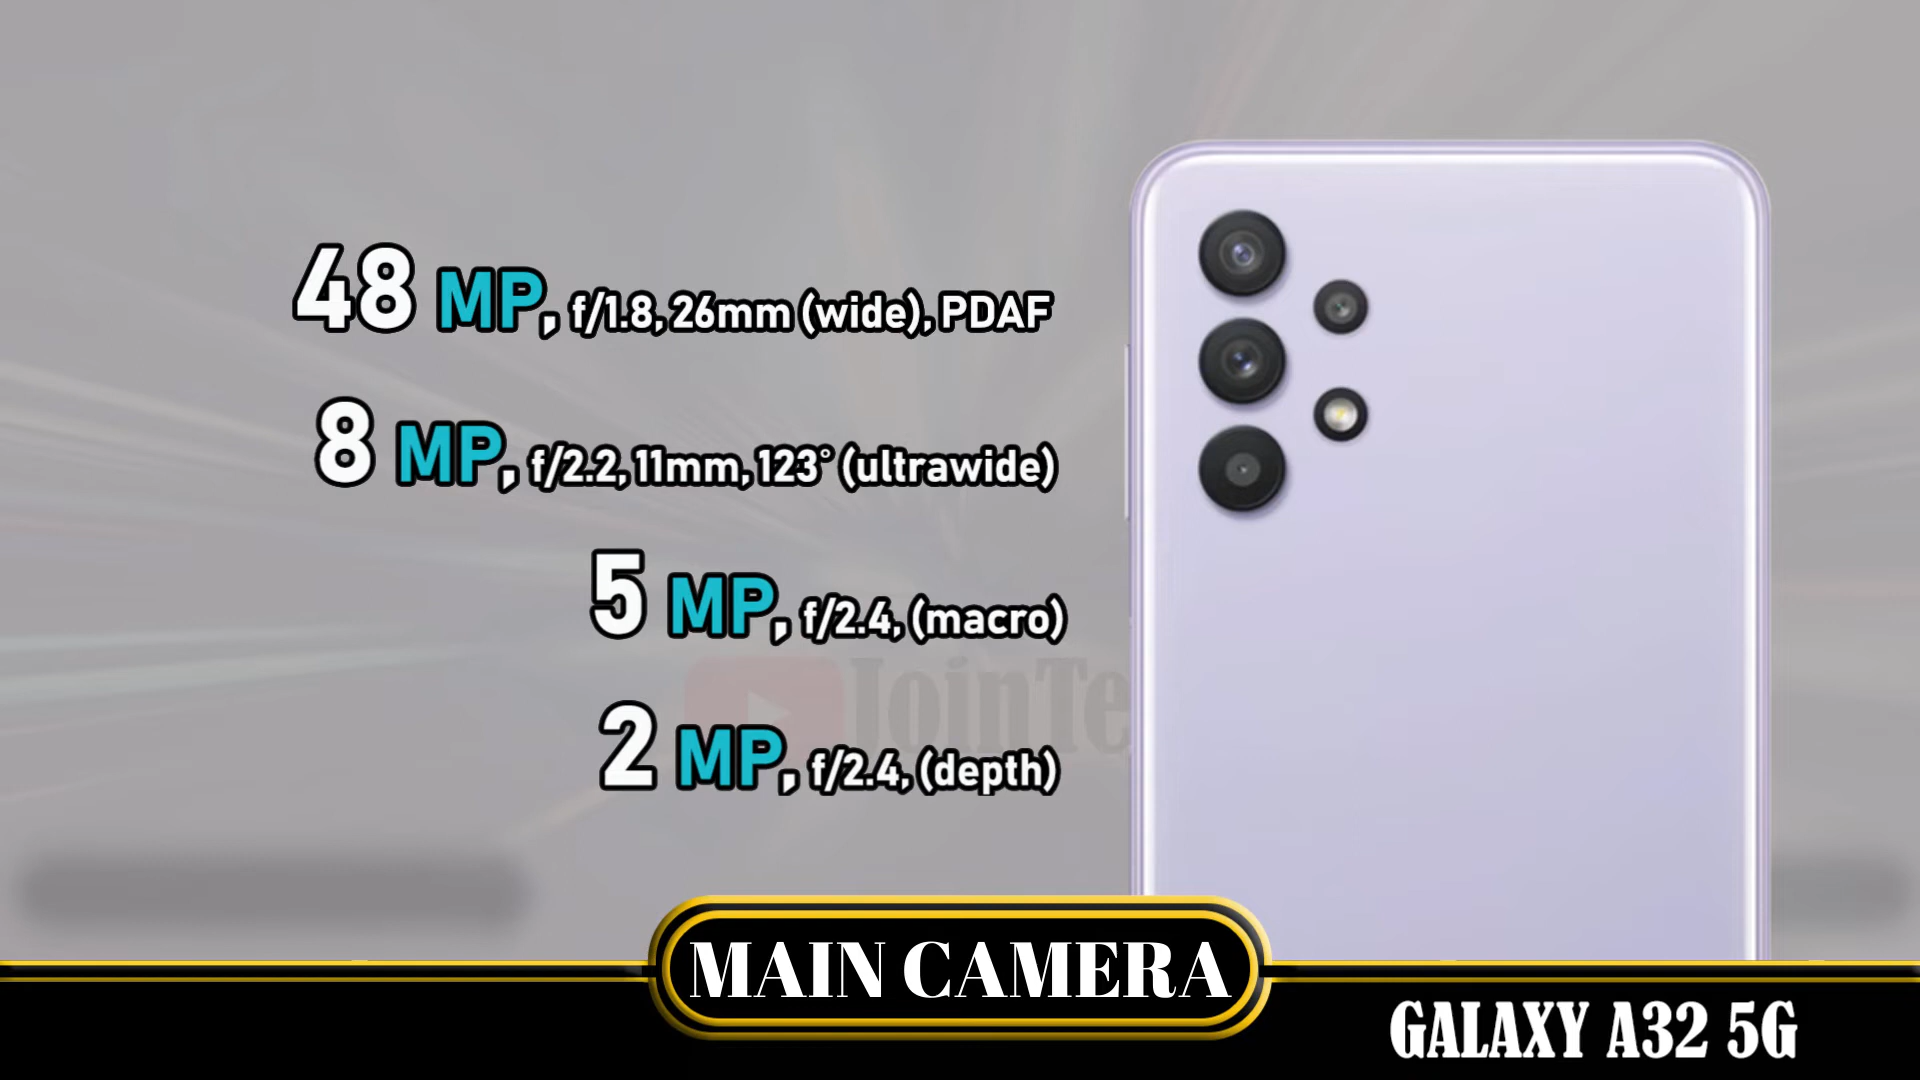 48 MP, f/1.8, 26mm (wide), PDAF
8 MP, f/2.2, 11mm, 123° (ultrawide)
5 MP, f/2.4, (macro)
JoinTe
2 MP, f/2.4, (depth)
MAIN CAMERA
GALAXY A32 5G